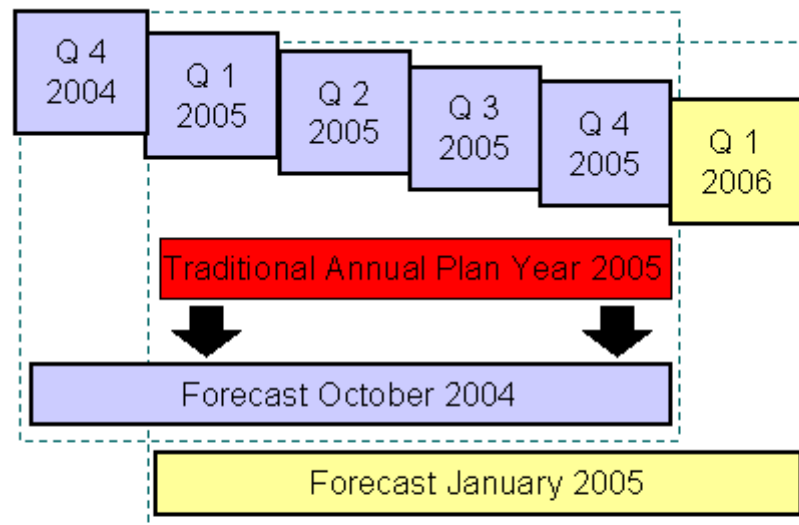 Q 4
2004
Q 1
2005
Q 2
2005
Q 3
2005
Q 4
2005
Q 1
2006
Traditional Annual Plan Year 2005
Forecast October 2004
Forecast January 2005